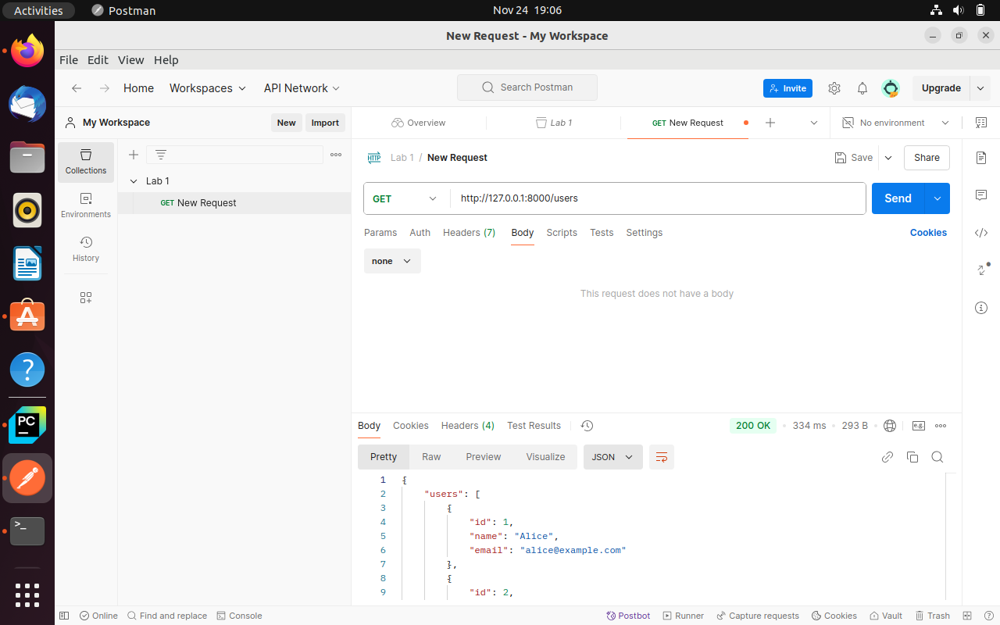 Activities Postman Nov 24 19:06
New Request - My Workspace
File Edit View Help
Home Workspaces API Network Search Postman Invite Upgrade
My Workspace New Import Overview Lab 1 GET New Request No environment
Collections
Environments
History
Lab 1
GET New Request
HTTP Lab 1 / New Request Save Share
GET http://127.0.0.1:8000/users Send
Params Auth Headers (7) Body Scripts Tests Settings Cookies
none
This request does not have a body
Body Cookies Headers (4) Test Results 200 OK 334 ms 293 B e.g.
Pretty Raw Preview Visualize JSON
1 {
2 "users": [
3 {
4 "id": 1,
5 "name": "Alice",
6 "email": "alice@example.com"
7 },
8 {
9 "id": 2,
PC
>_
Online Find and replace Console Postbot Runner Capture requests Cookies Vault Trash